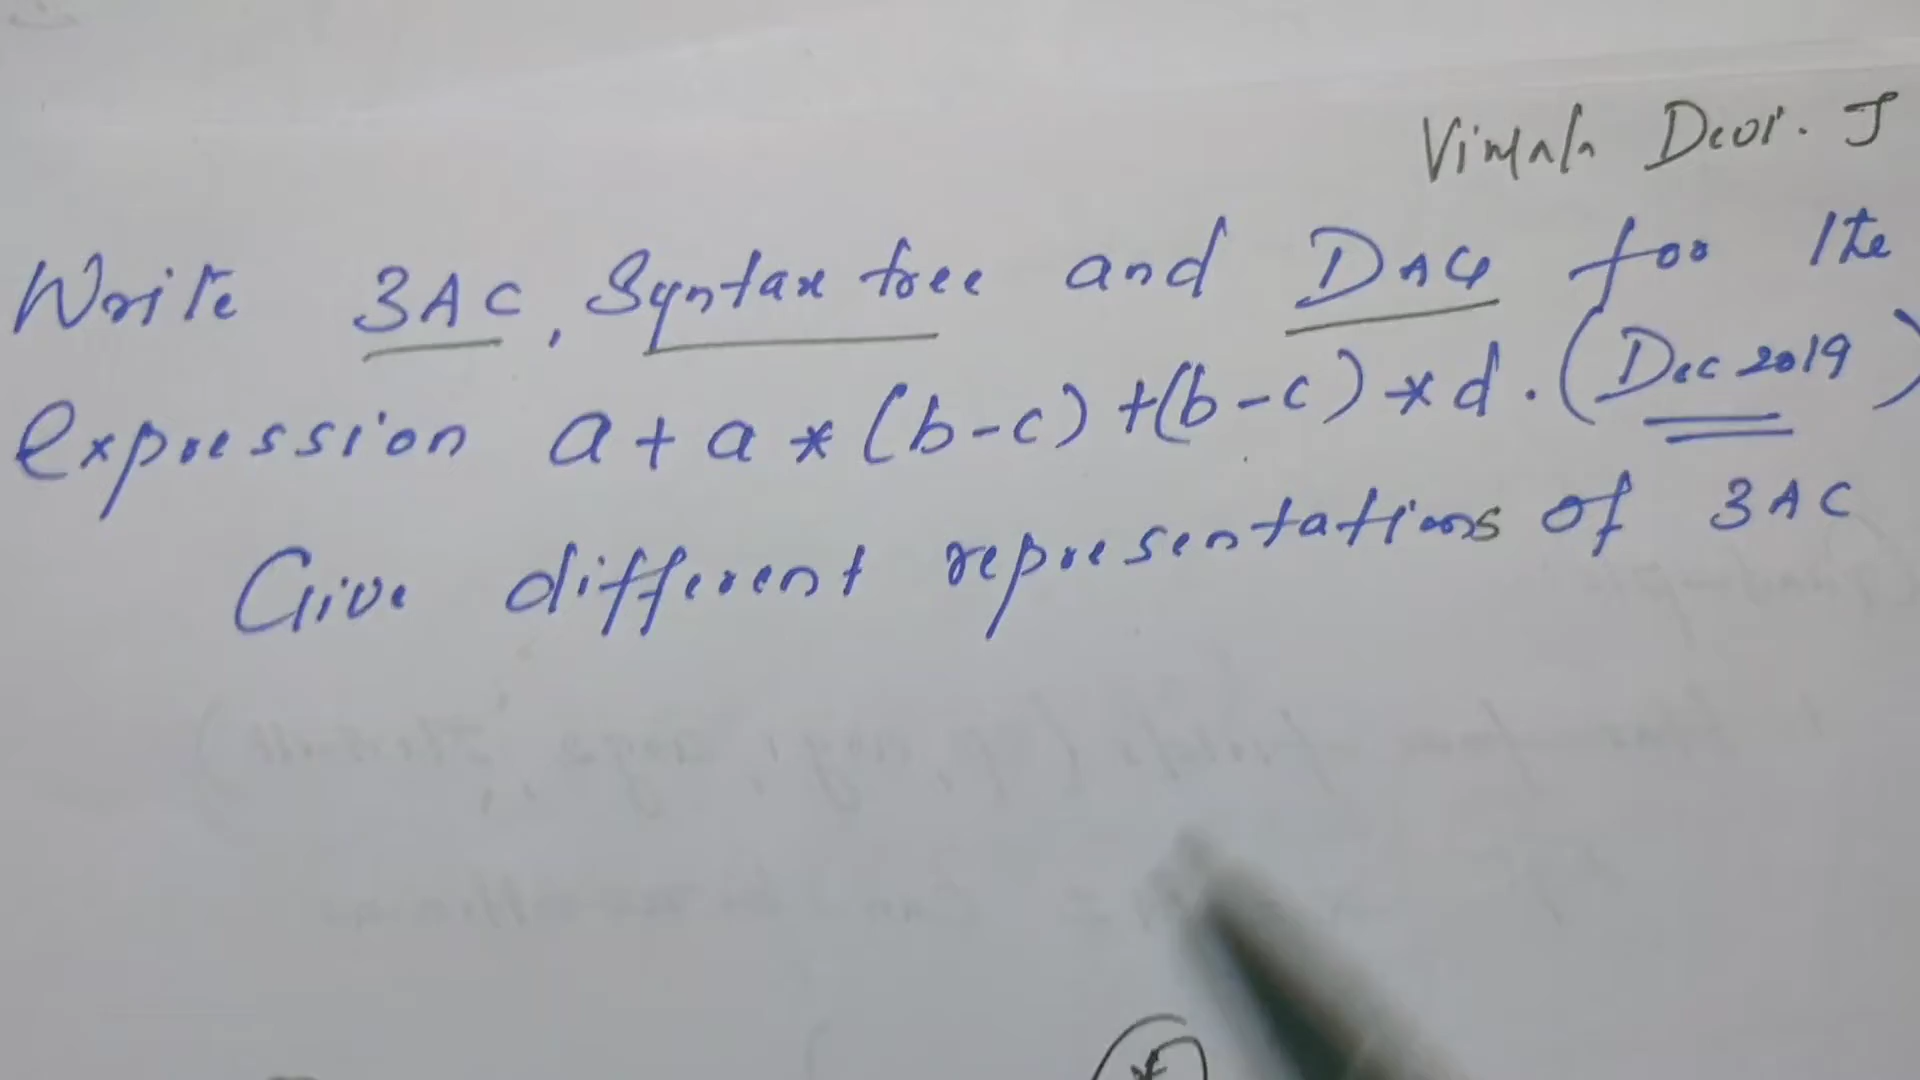 Vimala Devi. J
Write 3AC, Syntax tree and DAG for the
expression a + a * (b - c) + (b - c) * d. (Dec 2019)
Give different representations of 3AC
*